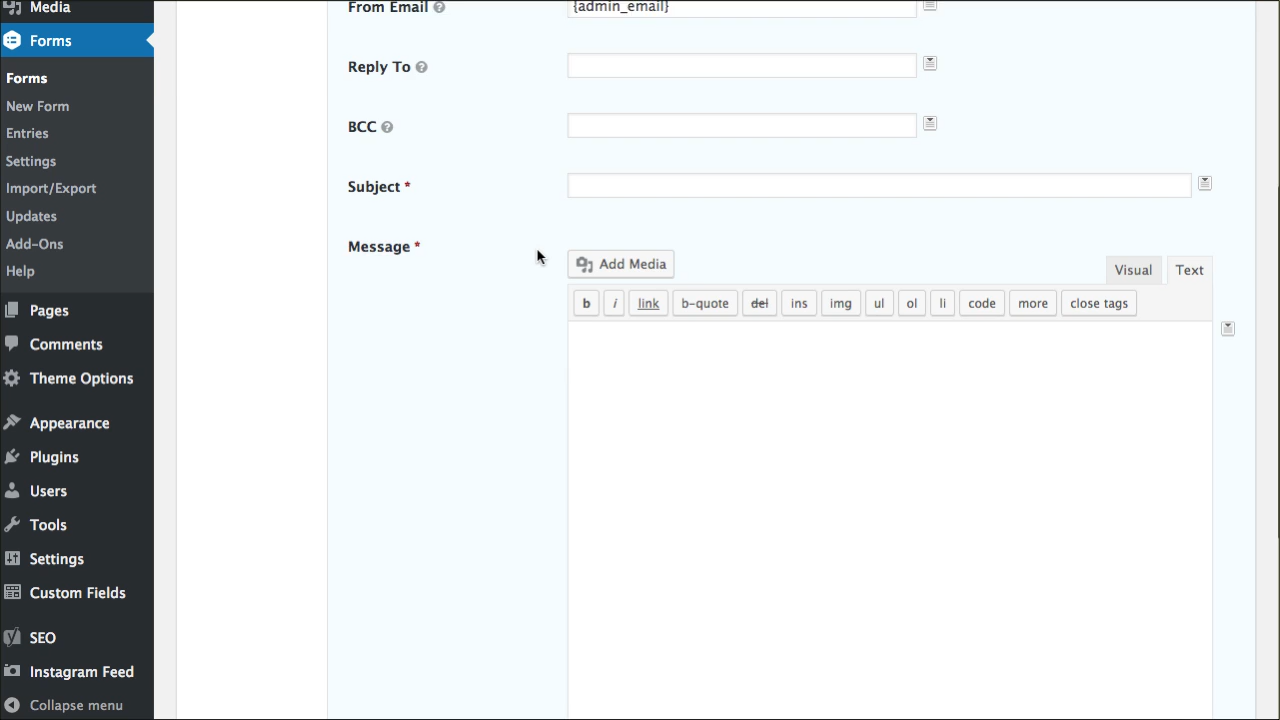 Media
Forms
Forms
New Form
Entries
Settings
Import/Export
Updates
Add-Ons
Help
Pages
Comments
Theme Options
Appearance
Plugins
Users
Tools
Settings
Custom Fields
SEO
Instagram Feed
Collapse menu
From Email ?
{admin_email}
Reply To ?
BCC ?
Subject *
Message *
Add Media
Visual Text
b i link b-quote del ins img ul ol li code more close tags